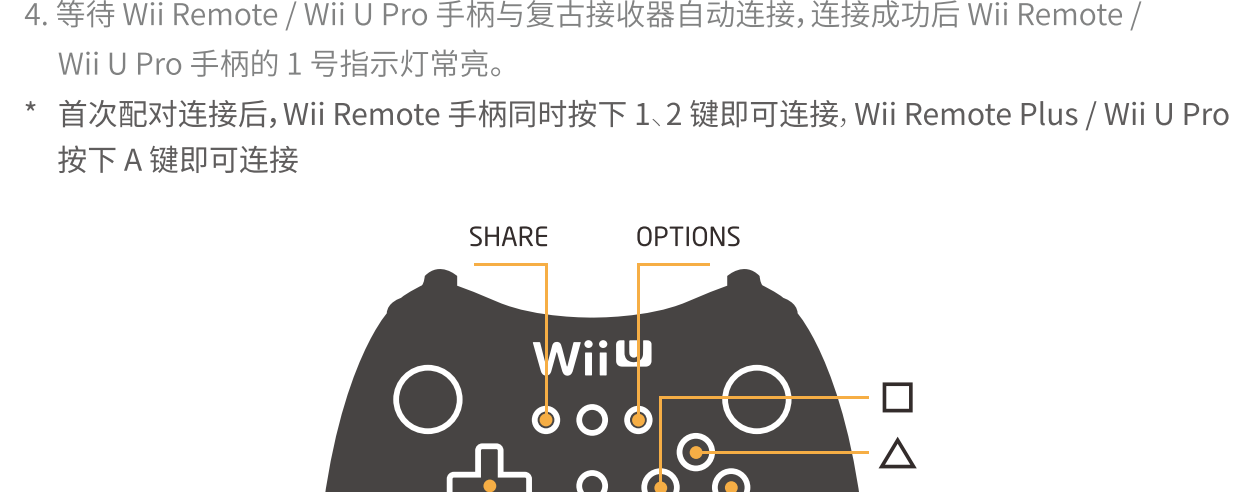 4. 等待 Wii Remote / Wii U Pro 手柄与复古接收器自动连接，连接成功后 Wii Remote /
Wii U Pro 手柄的 1 号指示灯常亮。
* 首次配对连接后，Wii Remote 手柄同时按下 1、2 键即可连接，Wii Remote Plus / Wii U Pro
按下 A 键即可连接
SHARE OPTIONS
Wii U